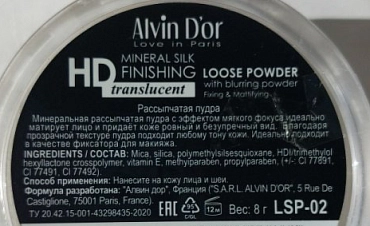 Alvin D'or
Love in Paris
HD MINERAL SILK
FINISHING
translucent
LOOSE POWDER
with blurring powder
Fixing & Mattifying
Рассыпчатая пудра
Минеральная рассыпчатая пудра с эффектом мягкого фокуса идеально
матирует лицо и придаёт коже ровный и безупречный вид. Благодаря
прозрачной текстуре пудра подходит любому тону кожи. Идеально подходит
в качестве фиксатора для макияжа.
INGREDIENTS / СОСТАВ: Mica, silica, polymethylsilsesquioxane, HDI/trimethylol
hexyllactone crosspolymer, vitamin E, methylparaben, propylparaben, (+/- CI 77891,
CI 77491, CI 77492).
Применение: Нанесите на кожу лица и шеи.
Формула разработана: "Алвин дор", Франция ("S.A.R.L. ALVIN D'OR"), 5 Rue De
Castiglione, 75001 Paris, France).
ТУ 20.42.15-001-43298435-2020
EAC
95
C/GL
12 М
Вес: 8 г
LSP-02